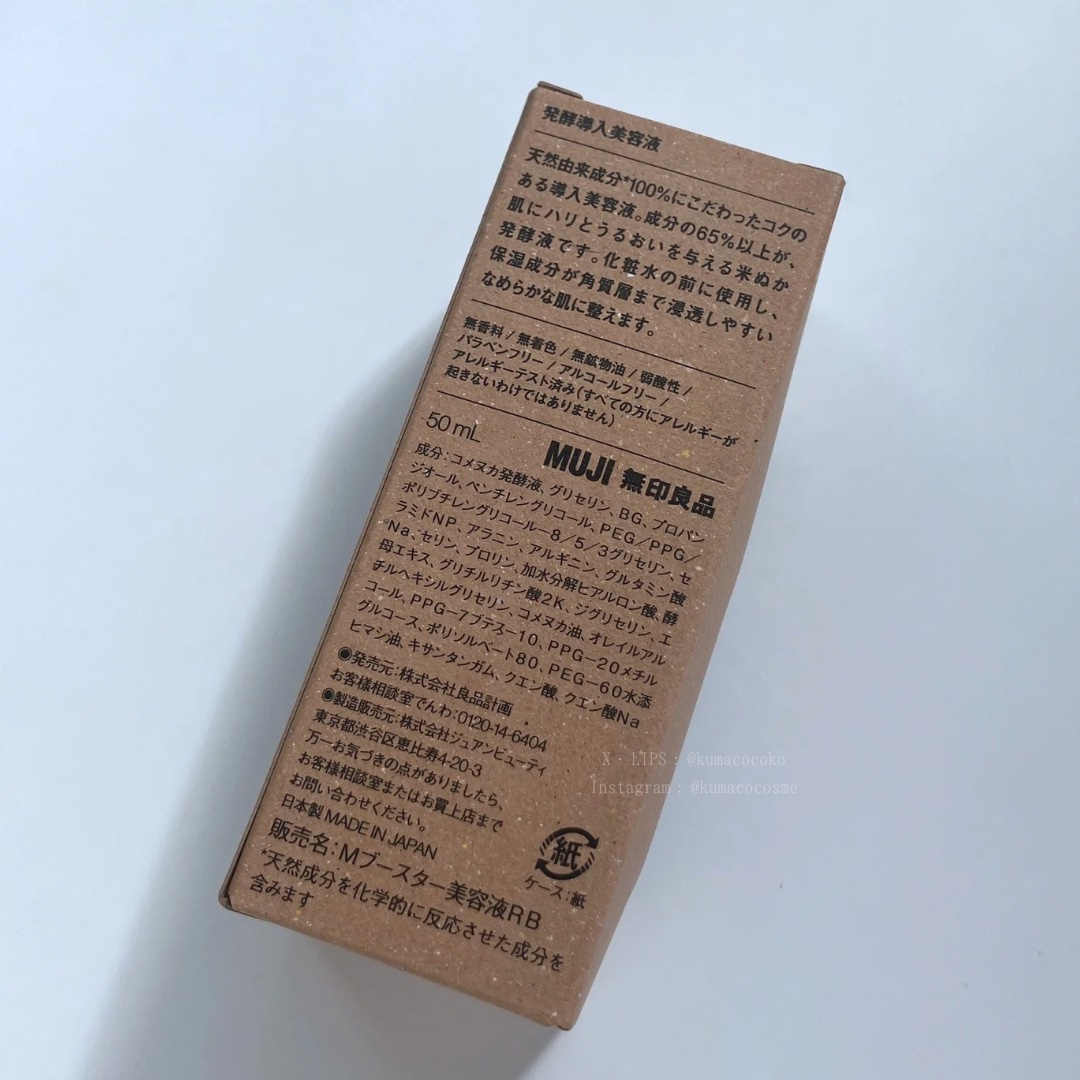 発酵導入美容液
天然由来成分*100%にこだわったコクの
ある導入美容液。成分の65%以上が、
肌にハリとうるおいを与える米ぬか
発酵液です。化粧水の前に使用し、
保湿成分が角質層まで浸透しやすい
なめらかな肌に整えます。
無香料 / 無着色 / 無鉱物油 / 弱酸性 /
パラベンフリー / アルコールフリー /
アレルギーテスト済み(すべての方にアレルギーが
起きないわけではありません)
50mL
MUJI 無印良品
成分:コメヌカ発酵液、グリセリン、BG、プロパン
ジオール、ペンチレングリコール、PEG/PPG/
ポリブチレングリコール-8/5/3グリセリン、セ
ラミドNP、アラニン、アルギニン、グルタミン酸
Na、セリン、プロリン、加水分解ヒアルロン酸、酵
母エキス、グリチルリチン酸2K、ジグリセリン、エ
チルヘキシルグリセリン、コメヌカ油、オレイルアル
コール、PPG-7ブテス-10、PPG-20メチル
グルコース、ポリソルベート80、PEG-60水添
ヒマシ油、キサンタンガム、クエン酸、クエン酸Na
◉発売元:株式会社良品計画
お客様相談室でんわ:0120-14-6404
◉製造販売元:株式会社ジュアンビューティ
東京都渋谷区恵比寿4-20-3
万一お気づきの点がありましたら、
お客様相談室またはお買上店まで
お問い合わせください。
日本製 MADE IN JAPAN
販売名:Mブースター美容液RB
*天然成分を化学的に反応させた成分を
含みます
紙
ケース:紙
X・LIPS:@kumacocoko
Instagram:@kumacocosme